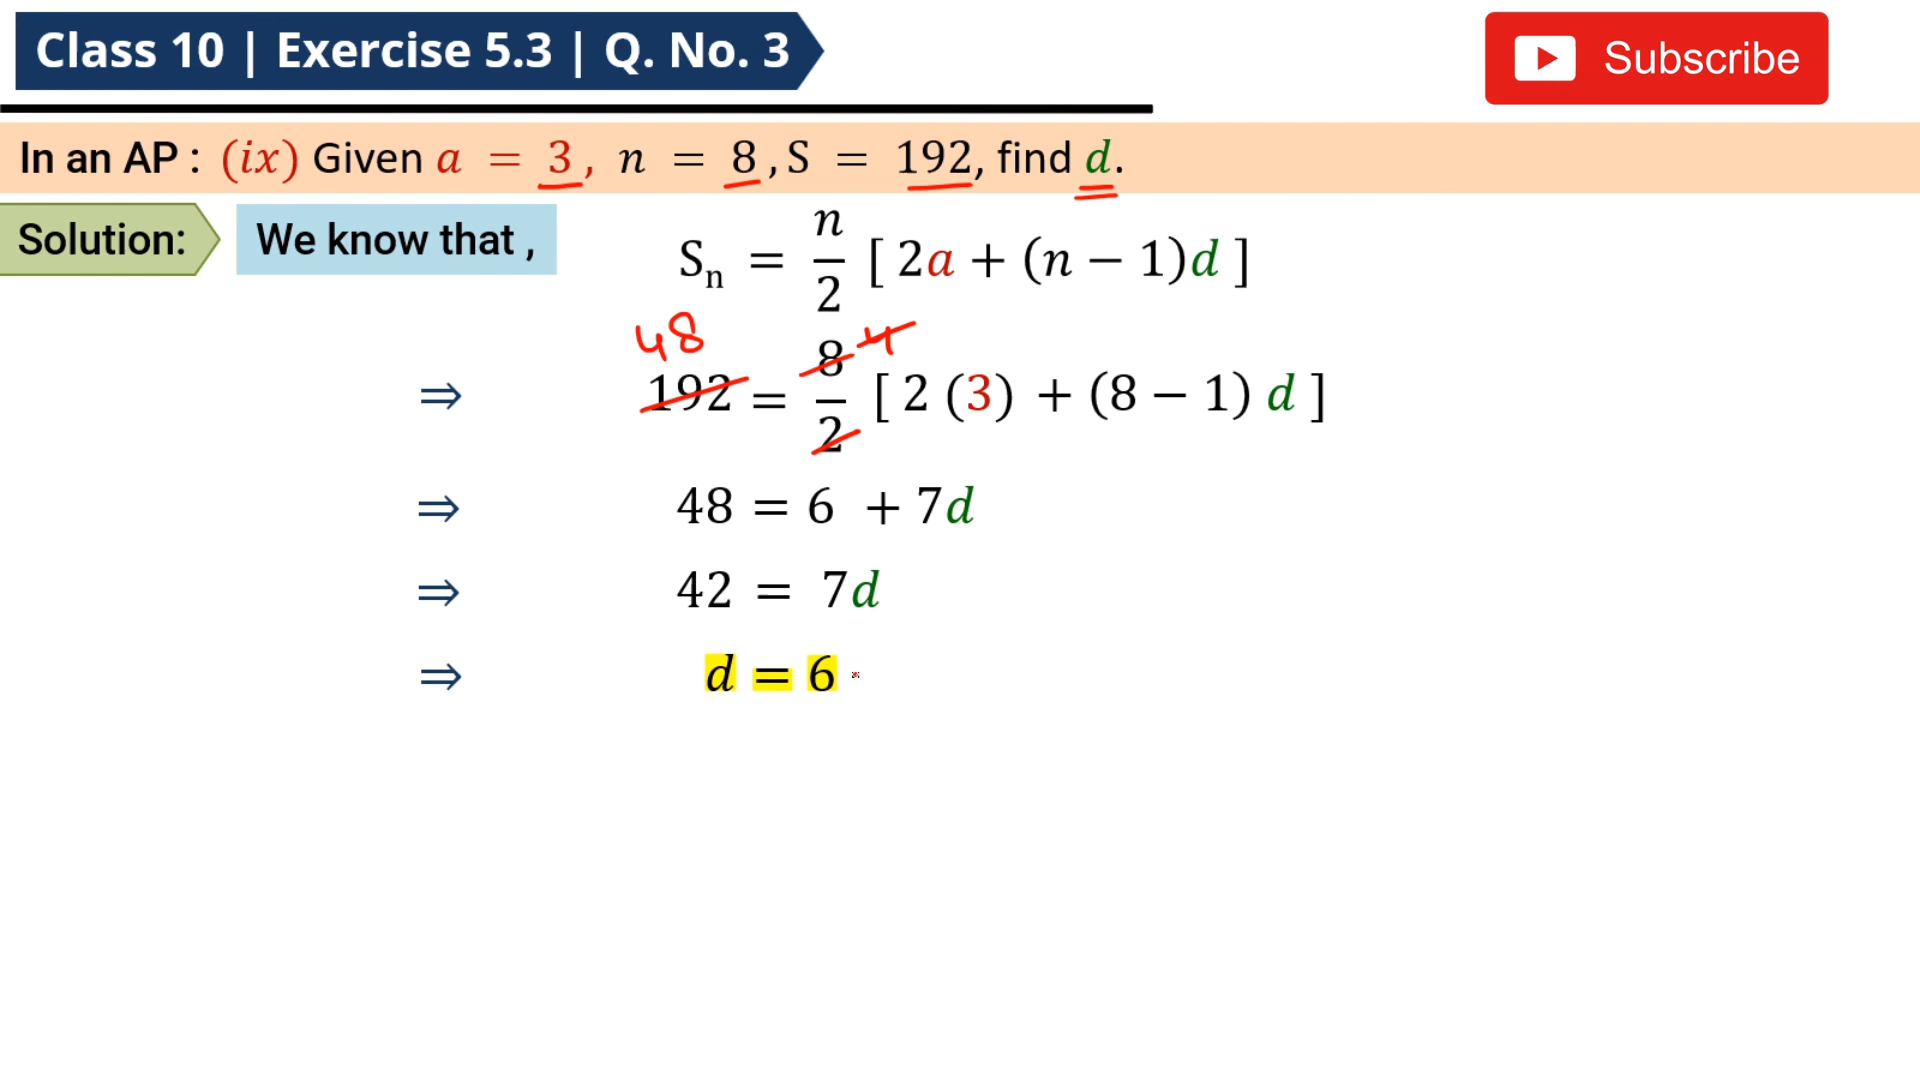 Class 10 | Exercise 5.3 | Q. No. 3
Subscribe
In an AP : (ix) Given a = 3, n = 8, S = 192, find d.
Solution: We know that , Sₙ = n/2 [ 2a + (n − 1)d ]
48 4
⇒ 192 = 8/2 [ 2 (3) + (8 − 1) d ]
⇒ 48 = 6 + 7d
⇒ 42 = 7d
⇒ d = 6